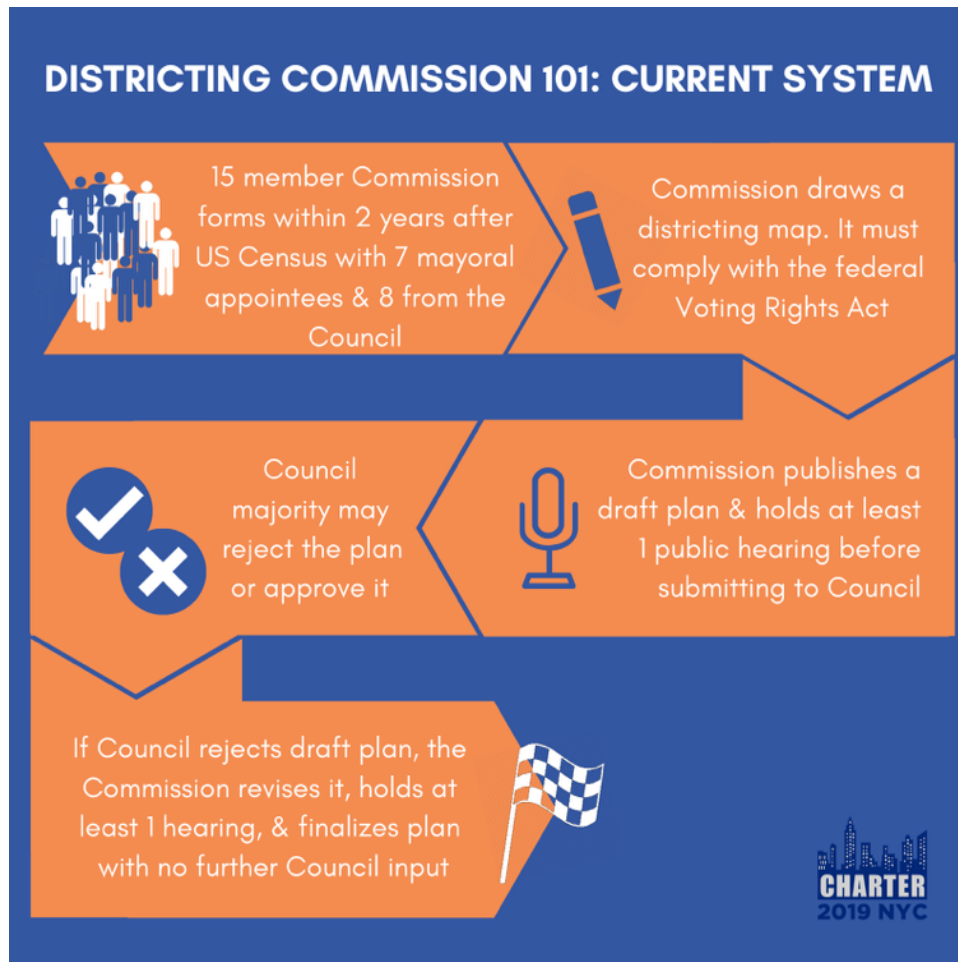 DISTRICTING COMMISSION 101: CURRENT SYSTEM
15 member Commission
forms within 2 years after
US Census with 7 mayoral
appointees & 8 from the
Council
Commission draws a
districting map. It must
comply with the federal
Voting Rights Act
Commission publishes a
draft plan & holds at least
1 public hearing before
submitting to Council
Council
majority may
reject the plan
or approve it
If Council rejects draft plan, the
Commission revises it, holds at
least 1 hearing, & finalizes plan
with no further Council input
CHARTER
2019 NYC